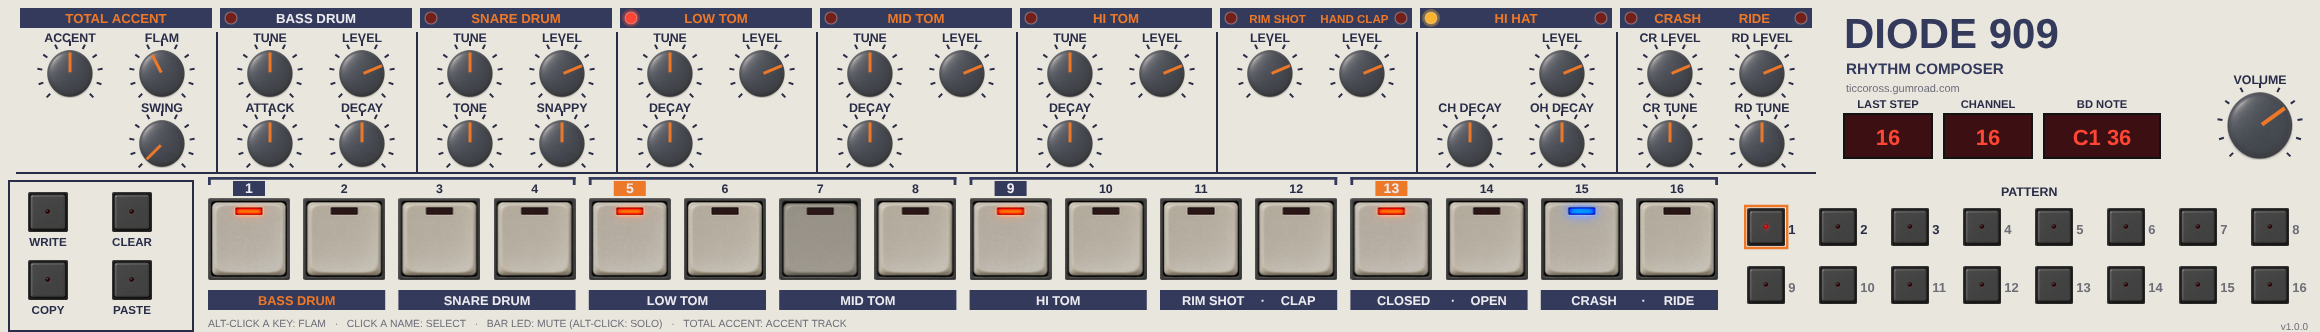 TOTAL ACCENT BASS DRUM SNARE DRUM LOW TOM MID TOM HI TOM RIM SHOT HAND CLAP HI HAT CRASH RIDE
DIODE 909
RHYTHM COMPOSER
ticcoross.gumroad.com
ACCENT FLAM TUNE LEVEL TUNE LEVEL TUNE LEVEL TUNE LEVEL TUNE LEVEL LEVEL LEVEL LEVEL CR LEVEL RD LEVEL
VOLUME
SWING ATTACK DECAY TONE SNAPPY DECAY DECAY DECAY CH DECAY OH DECAY CR TUNE RD TUNE
LAST STEP CHANNEL BD NOTE
16 16 C1 36
1 2 3 4 5 6 7 8 9 10 11 12 13 14 15 16
WRITE CLEAR
COPY PASTE
BASS DRUM SNARE DRUM LOW TOM MID TOM HI TOM RIM SHOT · CLAP CLOSED · OPEN CRASH · RIDE
ALT-CLICK A KEY: FLAM · CLICK A NAME: SELECT · BAR LED: MUTE (ALT-CLICK: SOLO) · TOTAL ACCENT: ACCENT TRACK
PATTERN
1 2 3 4 5 6 7 8
9 10 11 12 13 14 15 16
v1.0.0